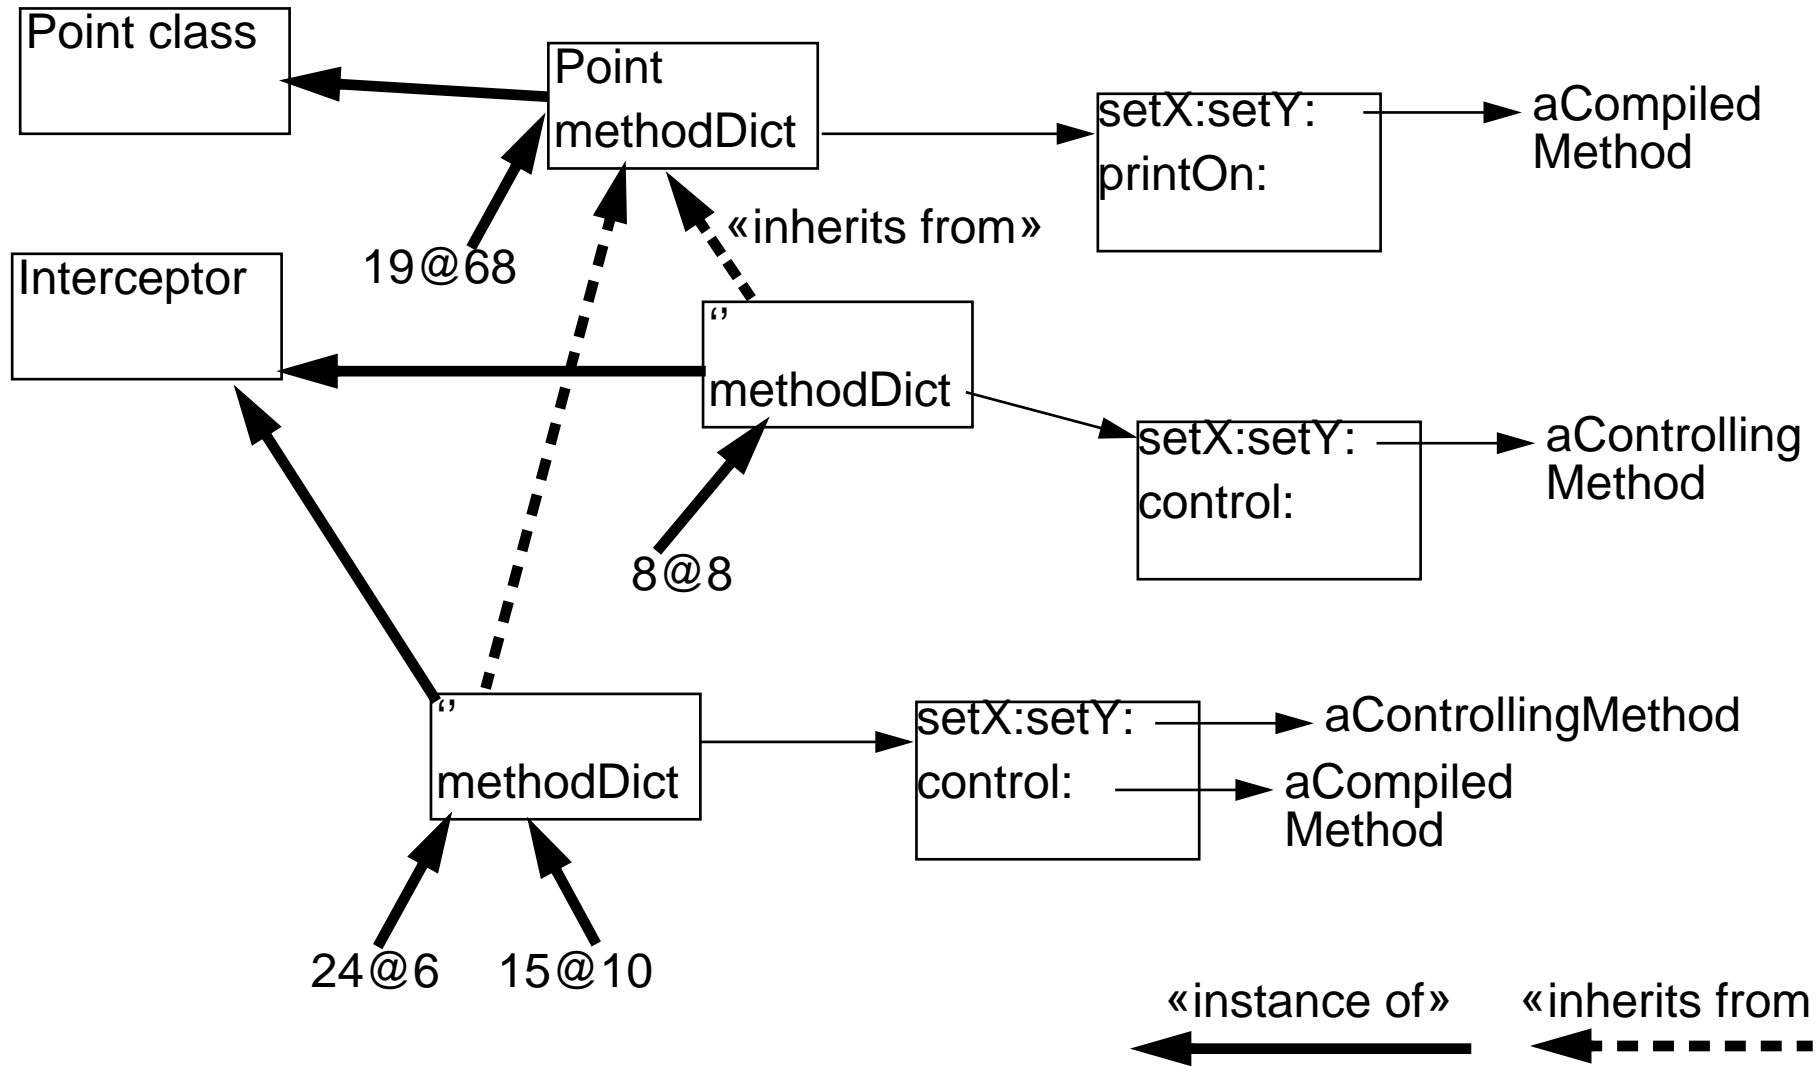 Point class
Point
methodDict
setX:setY:
printOn:
aCompiled
Method
«inherits from»
19@68
Interceptor
‘’
methodDict
setX:setY:
control:
aControlling
Method
8@8
‘’
methodDict
setX:setY:
control:
aControllingMethod
aCompiled
Method
24@6
15@10
«instance of»
«inherits from